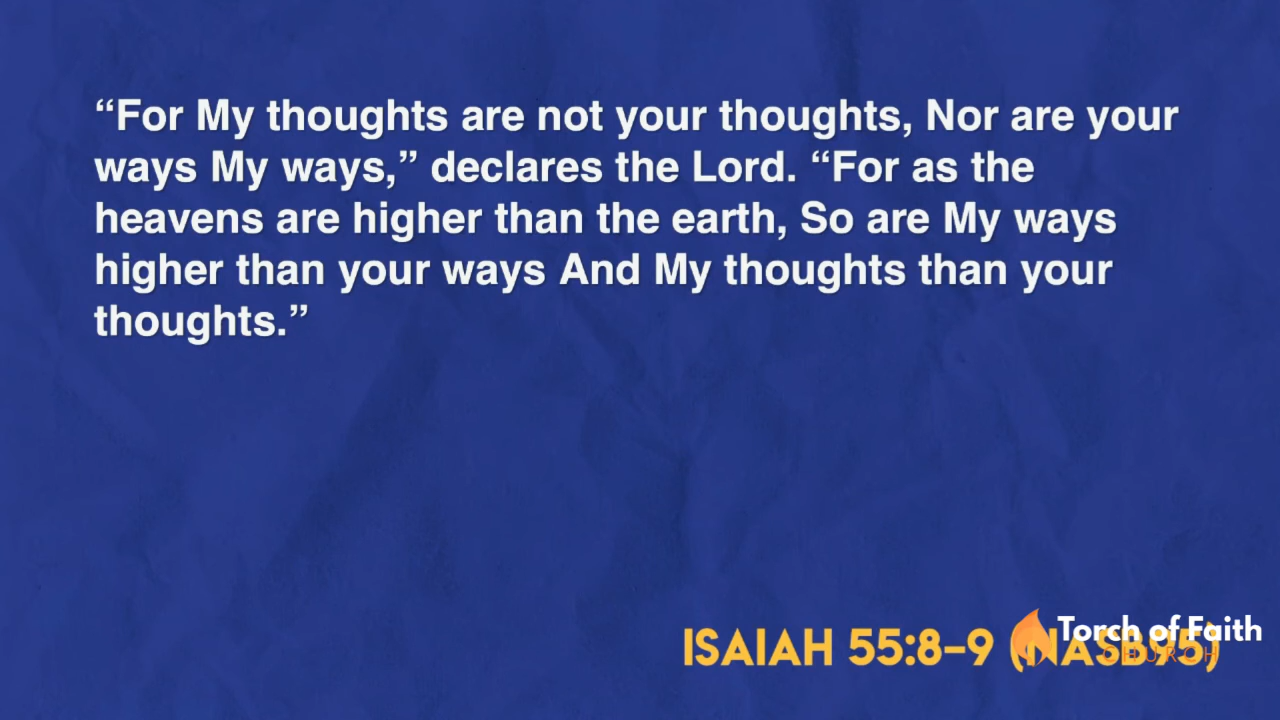 “For My thoughts are not your thoughts, Nor are your
ways My ways,” declares the Lord. “For as the
heavens are higher than the earth, So are My ways
higher than your ways And My thoughts than your
thoughts.”
ISAIAH 55:8–9 (NASB95)
Torch of Faith
CHURCH